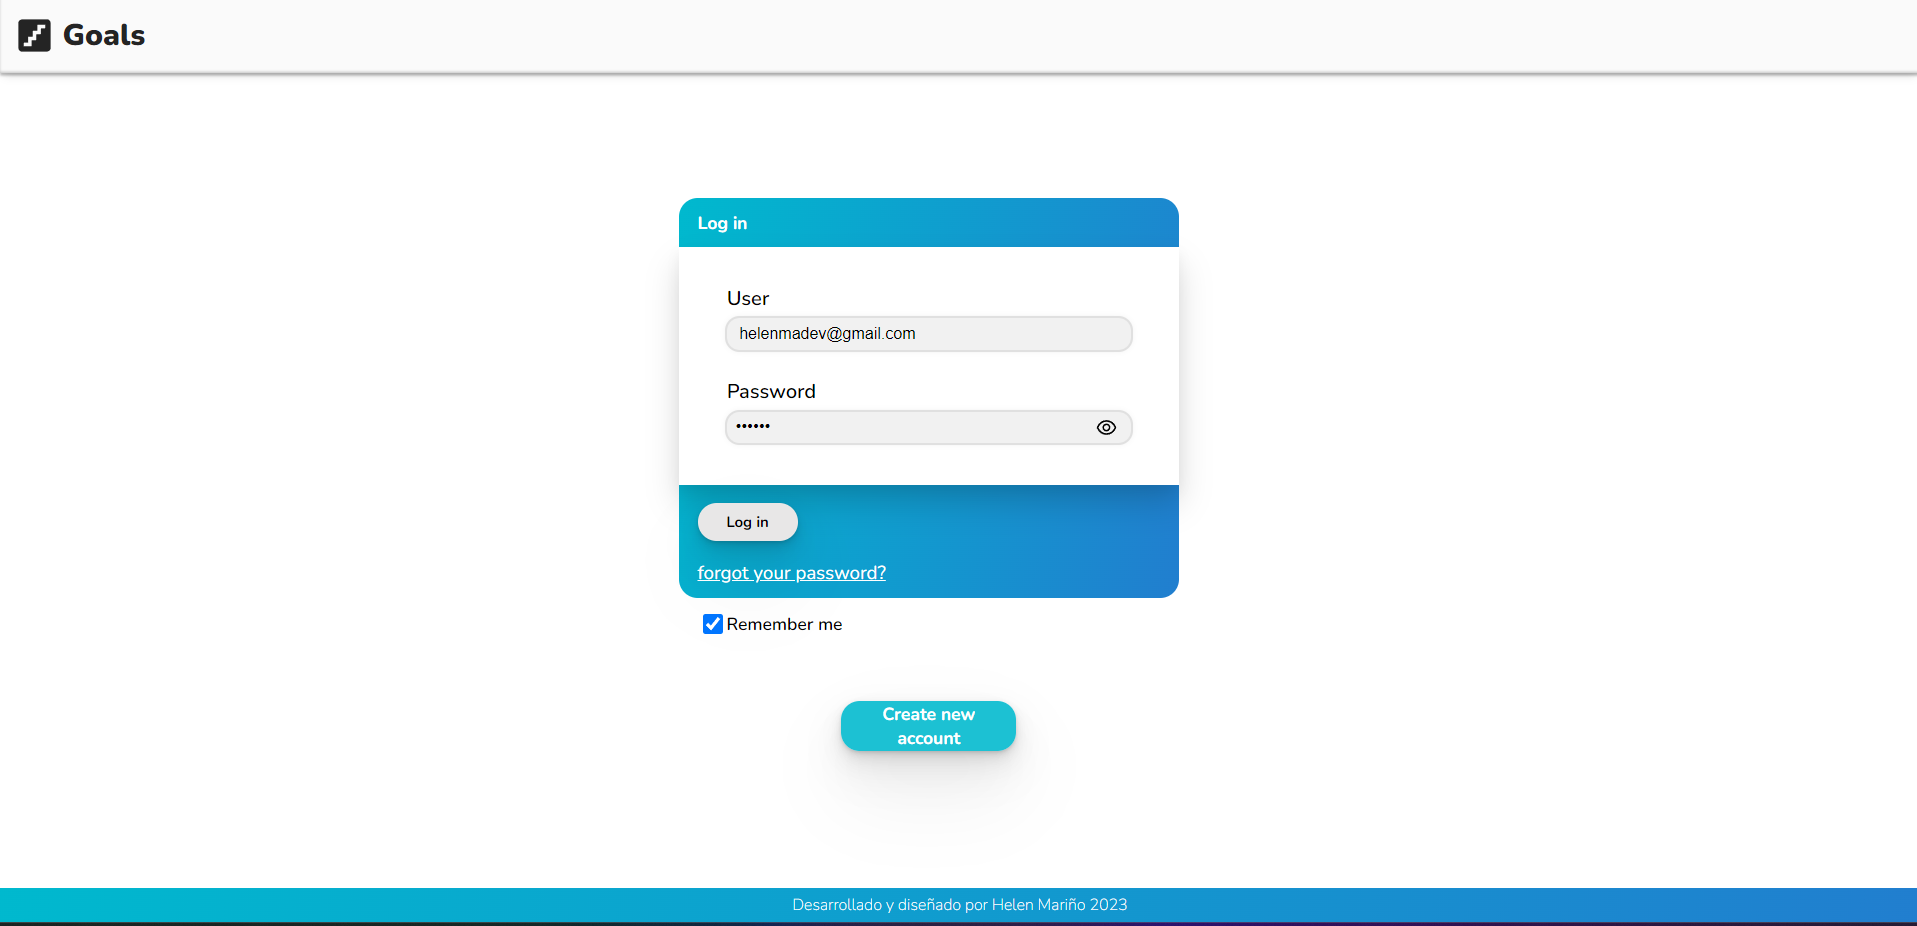 Goals
Log in
User
helenmadev@gmail.com
Password
••••••
Log in
forgot your password?
Remember me
Create new
account
Desarrollado y diseñado por Helen Mariño 2023